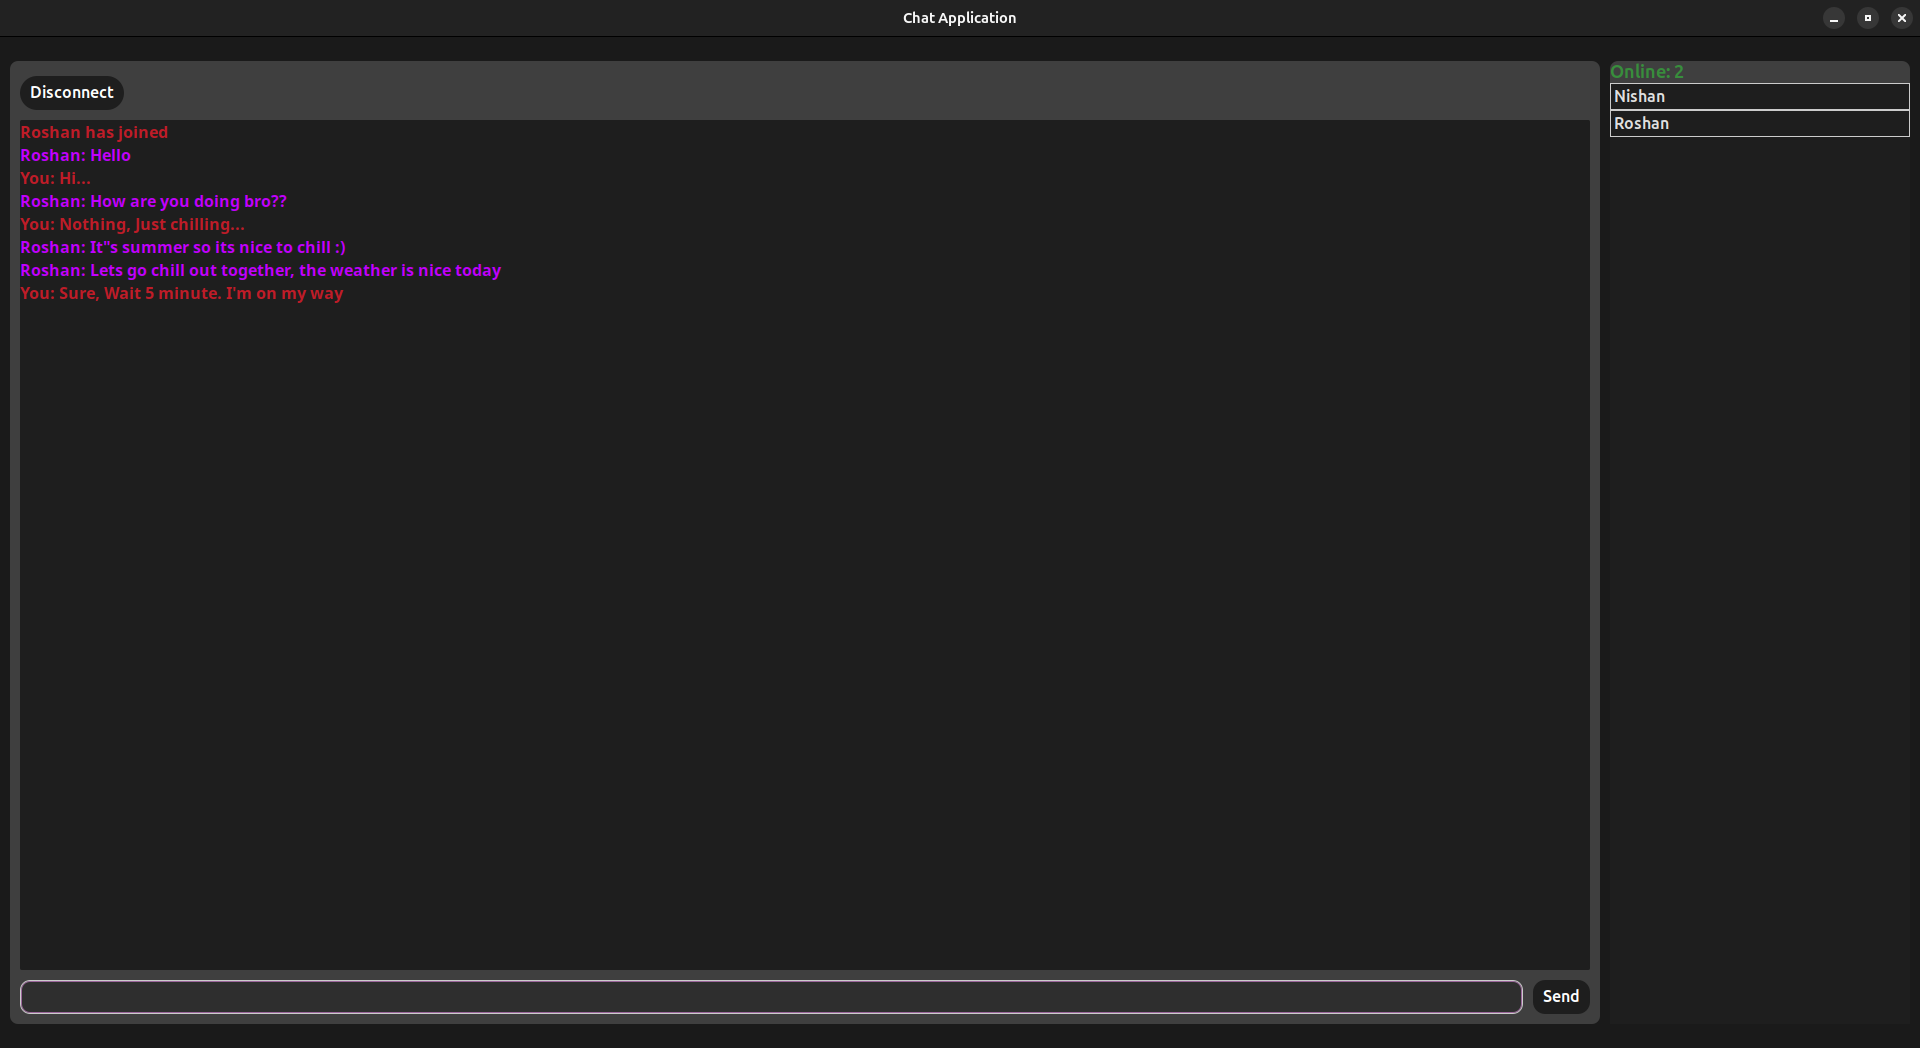 Chat Application
Disconnect
Roshan has joined
Roshan: Hello
You: Hi...
Roshan: How are you doing bro??
You: Nothing, Just chilling...
Roshan: It"s summer so its nice to chill :)
Roshan: Lets go chill out together, the weather is nice today
You: Sure, Wait 5 minute. I'm on my way
Send
Online: 2
Nishan
Roshan